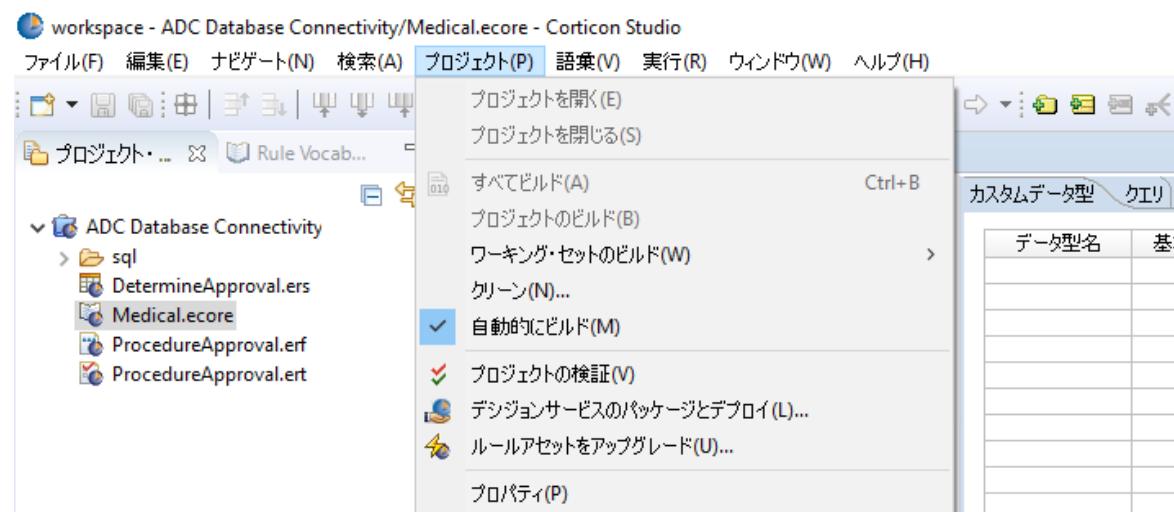 workspace - ADC Database Connectivity/Medical.ecore - Corticon Studio
ファイル(F) 編集(E) ナビゲート(N) 検索(A) プロジェクト(P) 語彙(V) 実行(R) ウィンドウ(W) ヘルプ(H)
プロジェクト・... Rule Vocab...
ADC Database Connectivity
sql
DetermineApproval.ers
Medical.ecore
ProcedureApproval.erf
ProcedureApproval.ert
プロジェクトを開く(E)
プロジェクトを閉じる(S)
すべてビルド(A) Ctrl+B
プロジェクトのビルド(B)
ワーキング・セットのビルド(W)
クリーン(N)...
自動的にビルド(M)
プロジェクトの検証(V)
デシジョンサービスのパッケージとデプロイ(L)...
ルールアセットをアップグレード(U)...
プロパティ(P)
カスタムデータ型 クエリ
データ型名 基